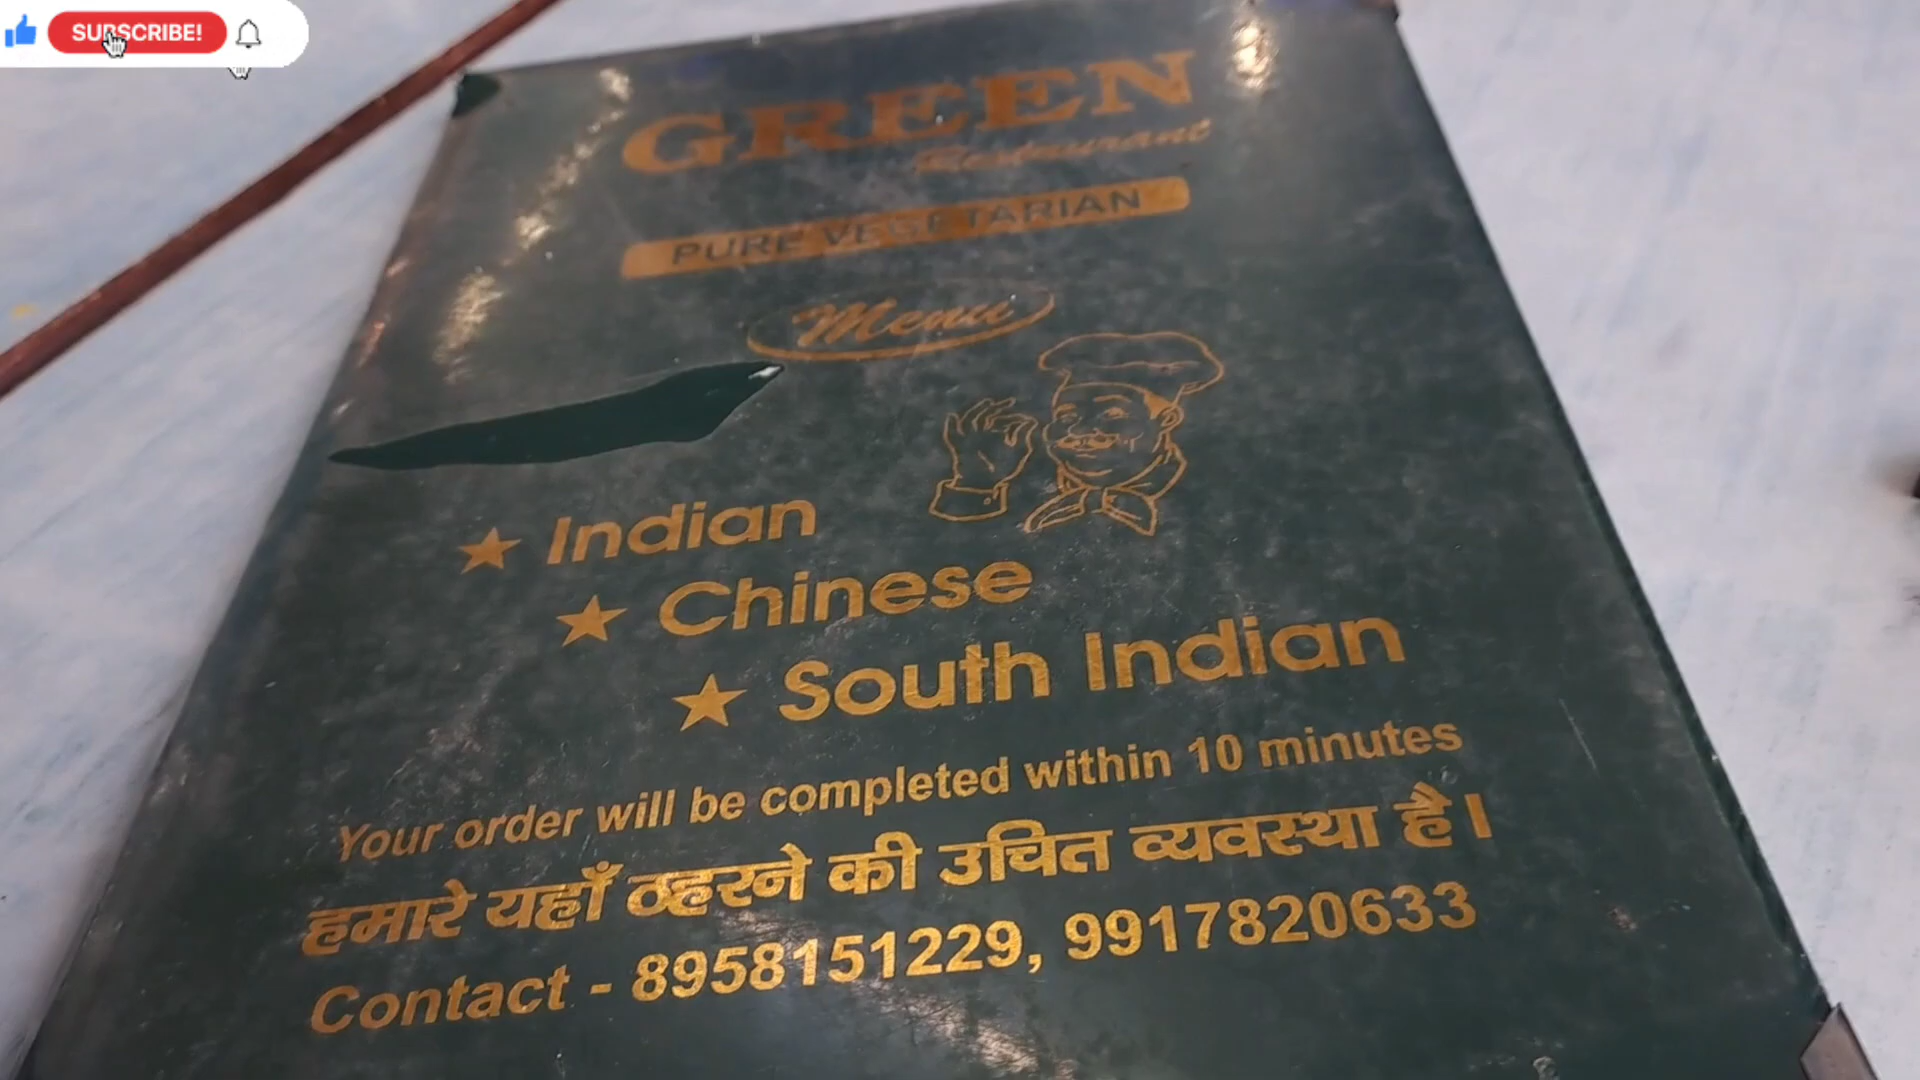 SUBSCRIBE!
GREEN
Restaurant
PURE VEGETARIAN
Menu
★ Indian
★ Chinese
★ South Indian
Your order will be completed within 10 minutes
हमारे यहाँ ठहरने की उचित व्यवस्था है।
Contact - 8958151229, 9917820633